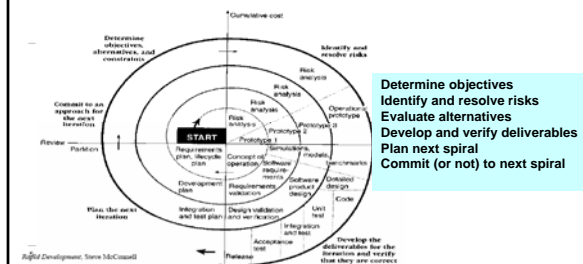 Cumulative cost
Determine
objectives,
alternatives, and
constraints
Identify and
resolve risks
Risk
analysis
Risk
analysis
Risk
analysis
Risk
analysis
Commit to an
approach for
the next
iteration
Operational
prototype
Prototype 3
Prototype 2
Prototype 1
START
Review
Partition
Requirements
plan, lifecycle
plan
Concept of
operation
Simulations, models, benchmarks
Software
require-
ments
Software
product
design
Detailed
design
Development
plan
Requirements
validation
Code
Unit
test
Plan the next
iteration
Integration
and test plan
Design validation
and verification
Integration
and test
Acceptance
test
Release
Develop the
deliverables for the
iteration and verify
that they are correct
Determine objectives
Identify and resolve risks
Evaluate alternatives
Develop and verify deliverables
Plan next spiral
Commit (or not) to next spiral
Rapid Development, Steve McConnell